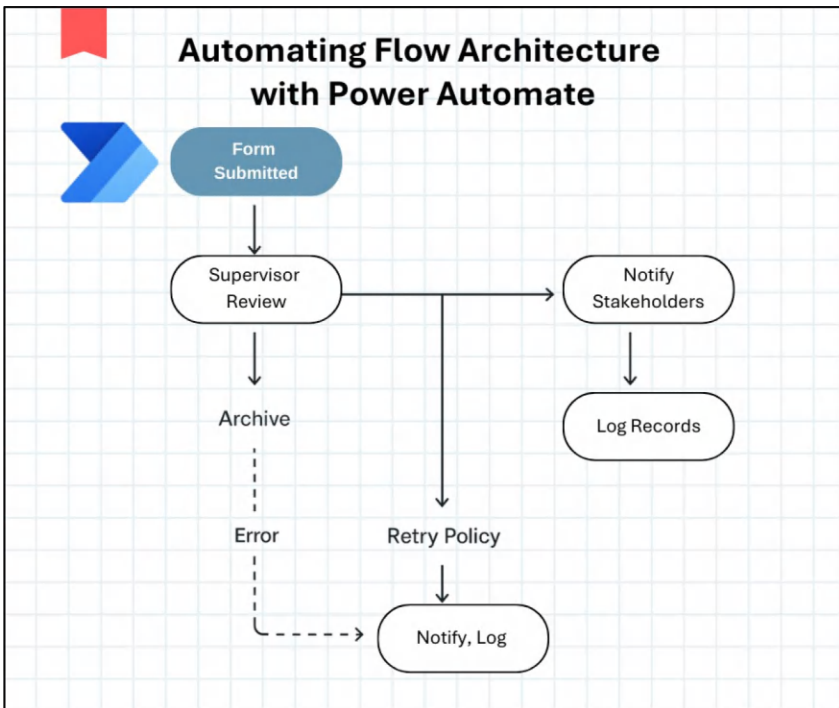 Automating Flow Architecture
with Power Automate
Form
Submitted
Supervisor
Review
Notify
Stakeholders
Archive
Log Records
Error
Retry Policy
Notify, Log